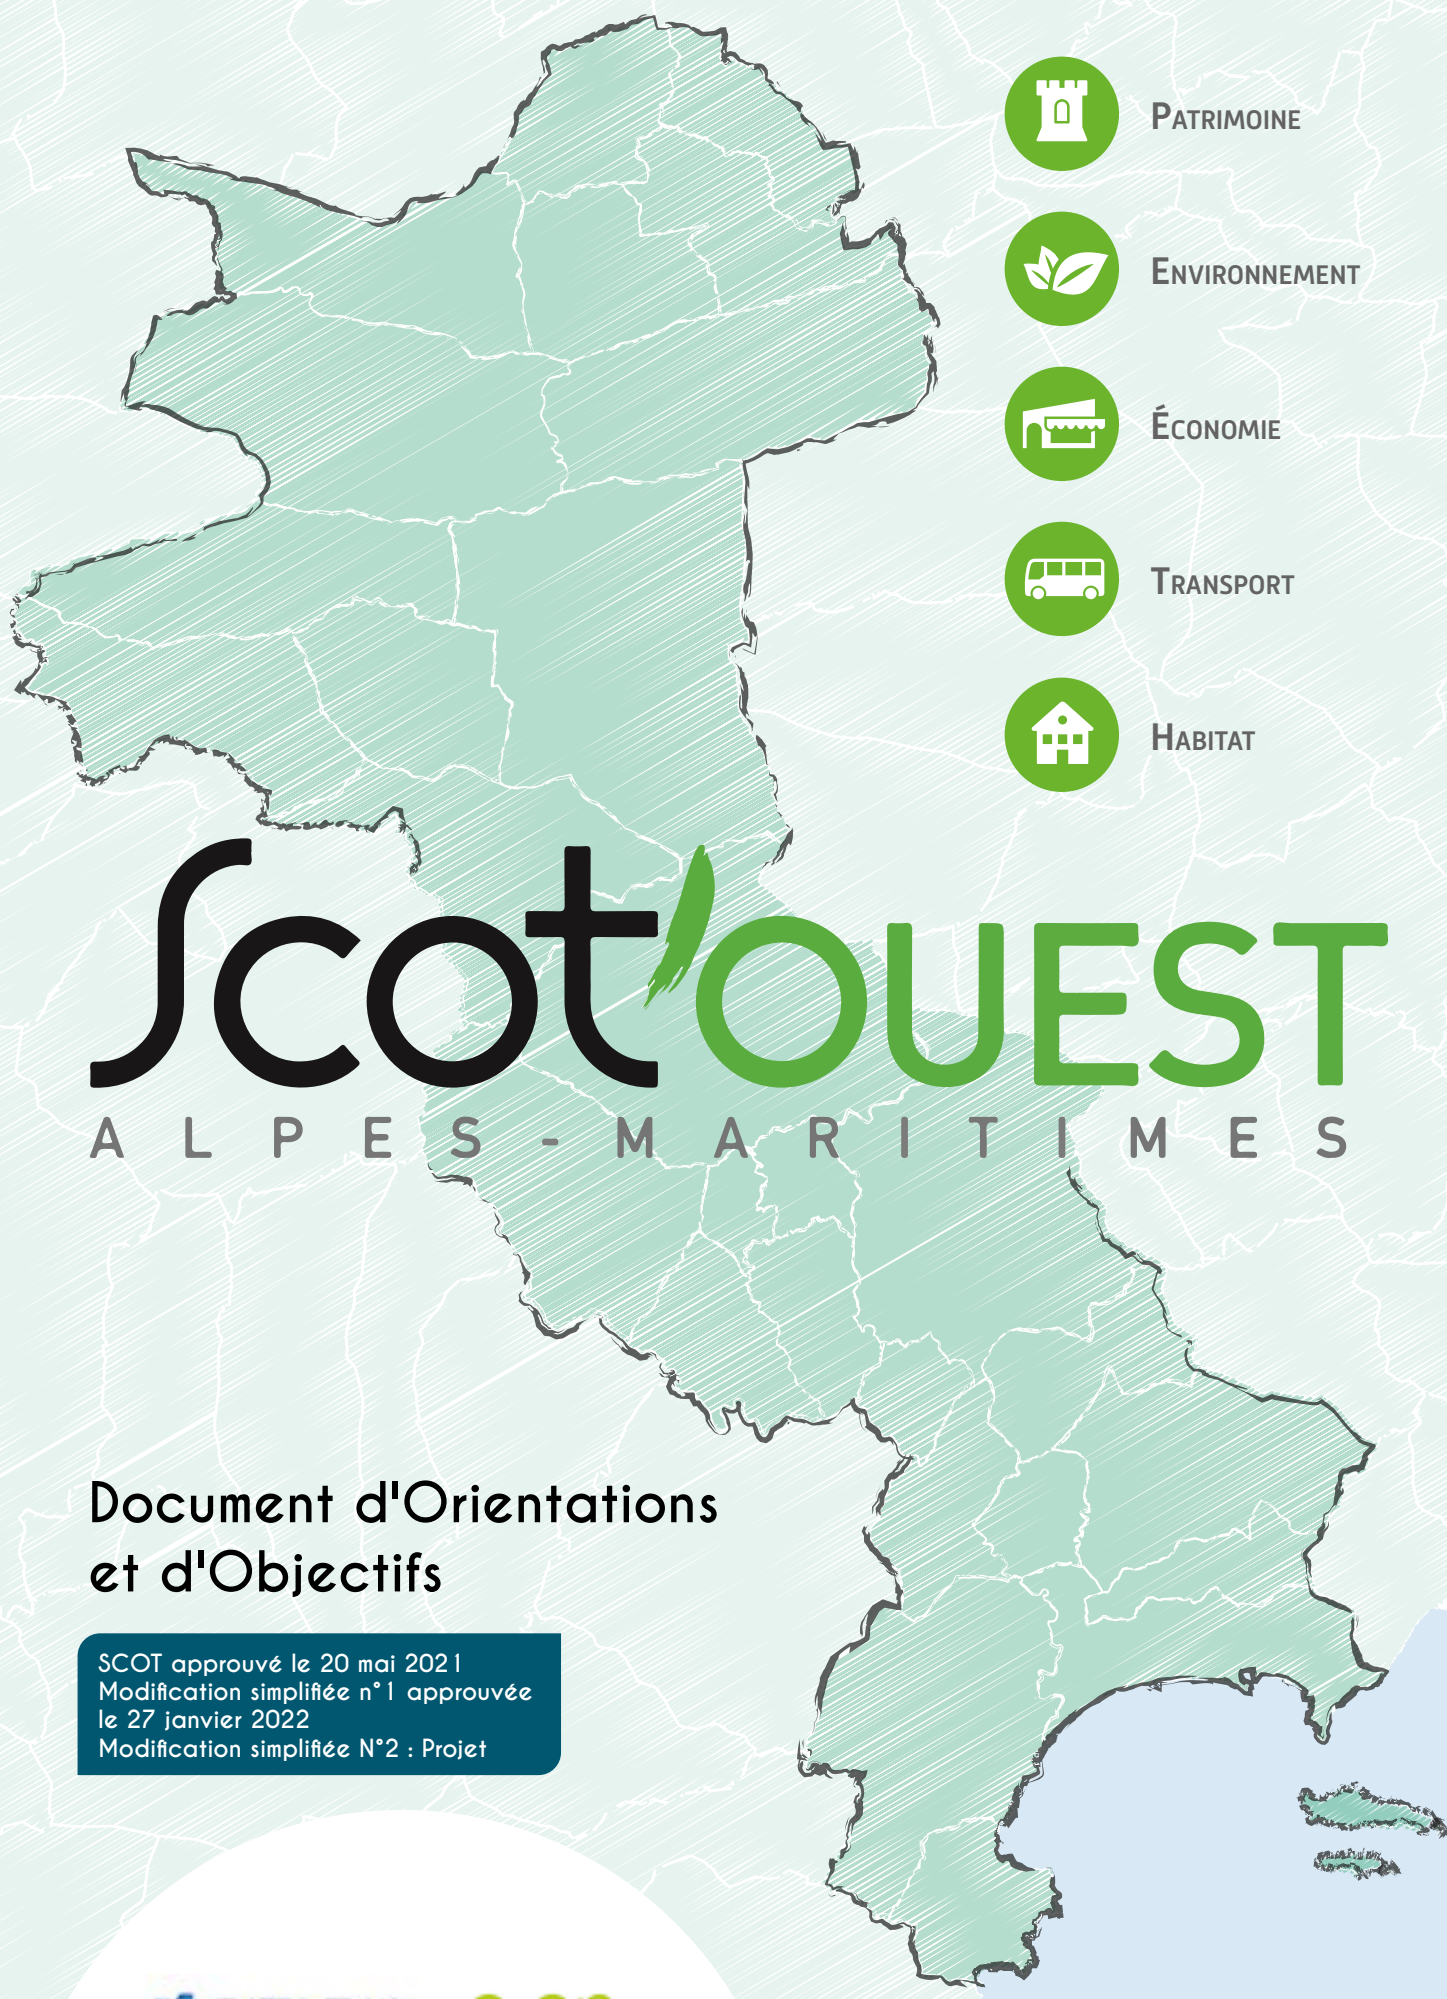 PATRIMOINE
ENVIRONNEMENT
ÉCONOMIE
TRANSPORT
HABITAT
Scot'OUEST
ALPES-MARITIMES
Document d'Orientations
et d'Objectifs
SCOT approuvé le 20 mai 2021
Modification simplifiée n°1 approuvée
le 27 janvier 2022
Modification simplifiée N°2 : Projet